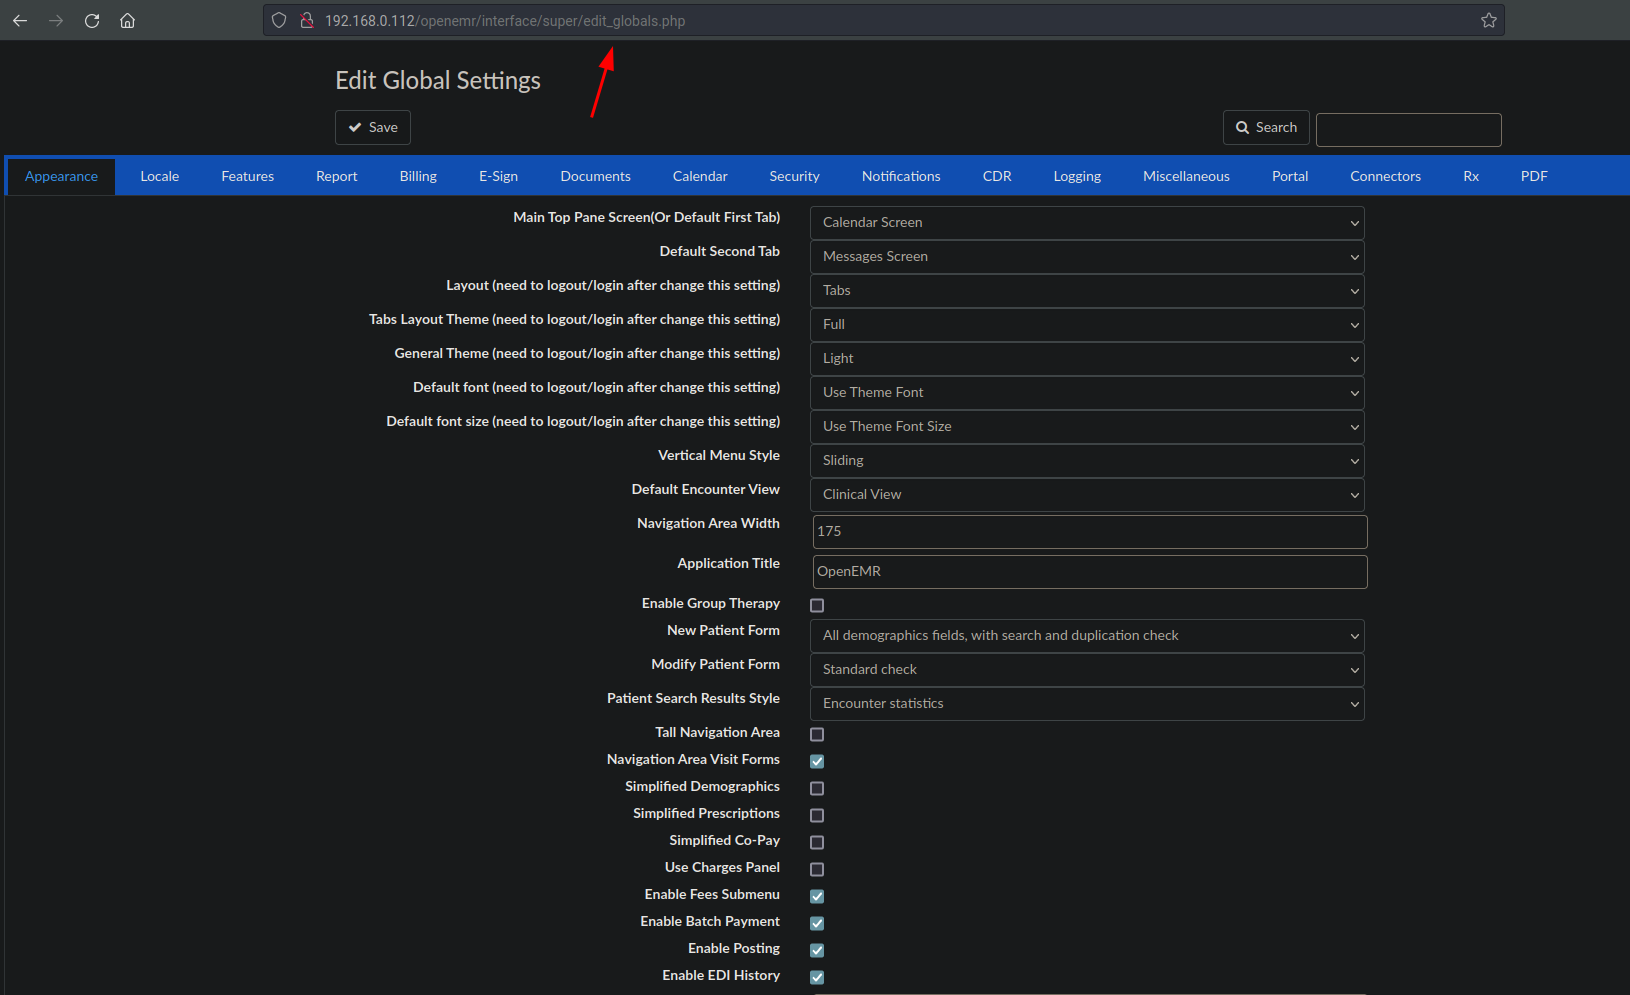 192.168.0.112/openemr/interface/super/edit_globals.php
Edit Global Settings
Save
Search
Appearance Locale Features Report Billing E-Sign Documents Calendar Security Notifications CDR Logging Miscellaneous Portal Connectors Rx PDF
Main Top Pane Screen(Or Default First Tab) Calendar Screen
Default Second Tab Messages Screen
Layout (need to logout/login after change this setting) Tabs
Tabs Layout Theme (need to logout/login after change this setting) Full
General Theme (need to logout/login after change this setting) Light
Default font (need to logout/login after change this setting) Use Theme Font
Default font size (need to logout/login after change this setting) Use Theme Font Size
Vertical Menu Style Sliding
Default Encounter View Clinical View
Navigation Area Width 175
Application Title OpenEMR
Enable Group Therapy
New Patient Form All demographics fields, with search and duplication check
Modify Patient Form Standard check
Patient Search Results Style Encounter statistics
Tall Navigation Area
Navigation Area Visit Forms
Simplified Demographics
Simplified Prescriptions
Simplified Co-Pay
Use Charges Panel
Enable Fees Submenu
Enable Batch Payment
Enable Posting
Enable EDI History